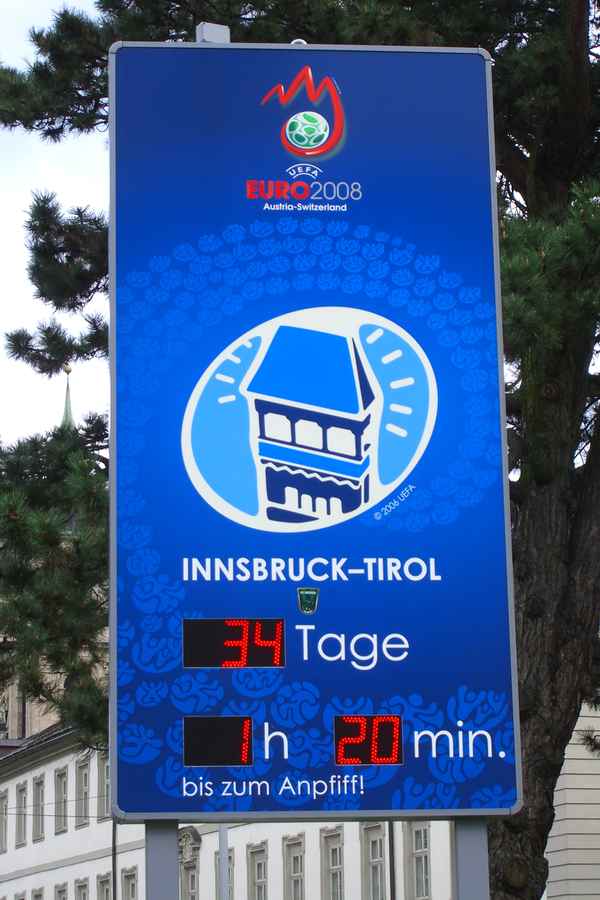 UEFA
EURO2008
Austria-Switzerland
© 2006 UEFA
INNSBRUCK–TIROL
34 Tage
1 h 20 min.
bis zum Anpfiff!